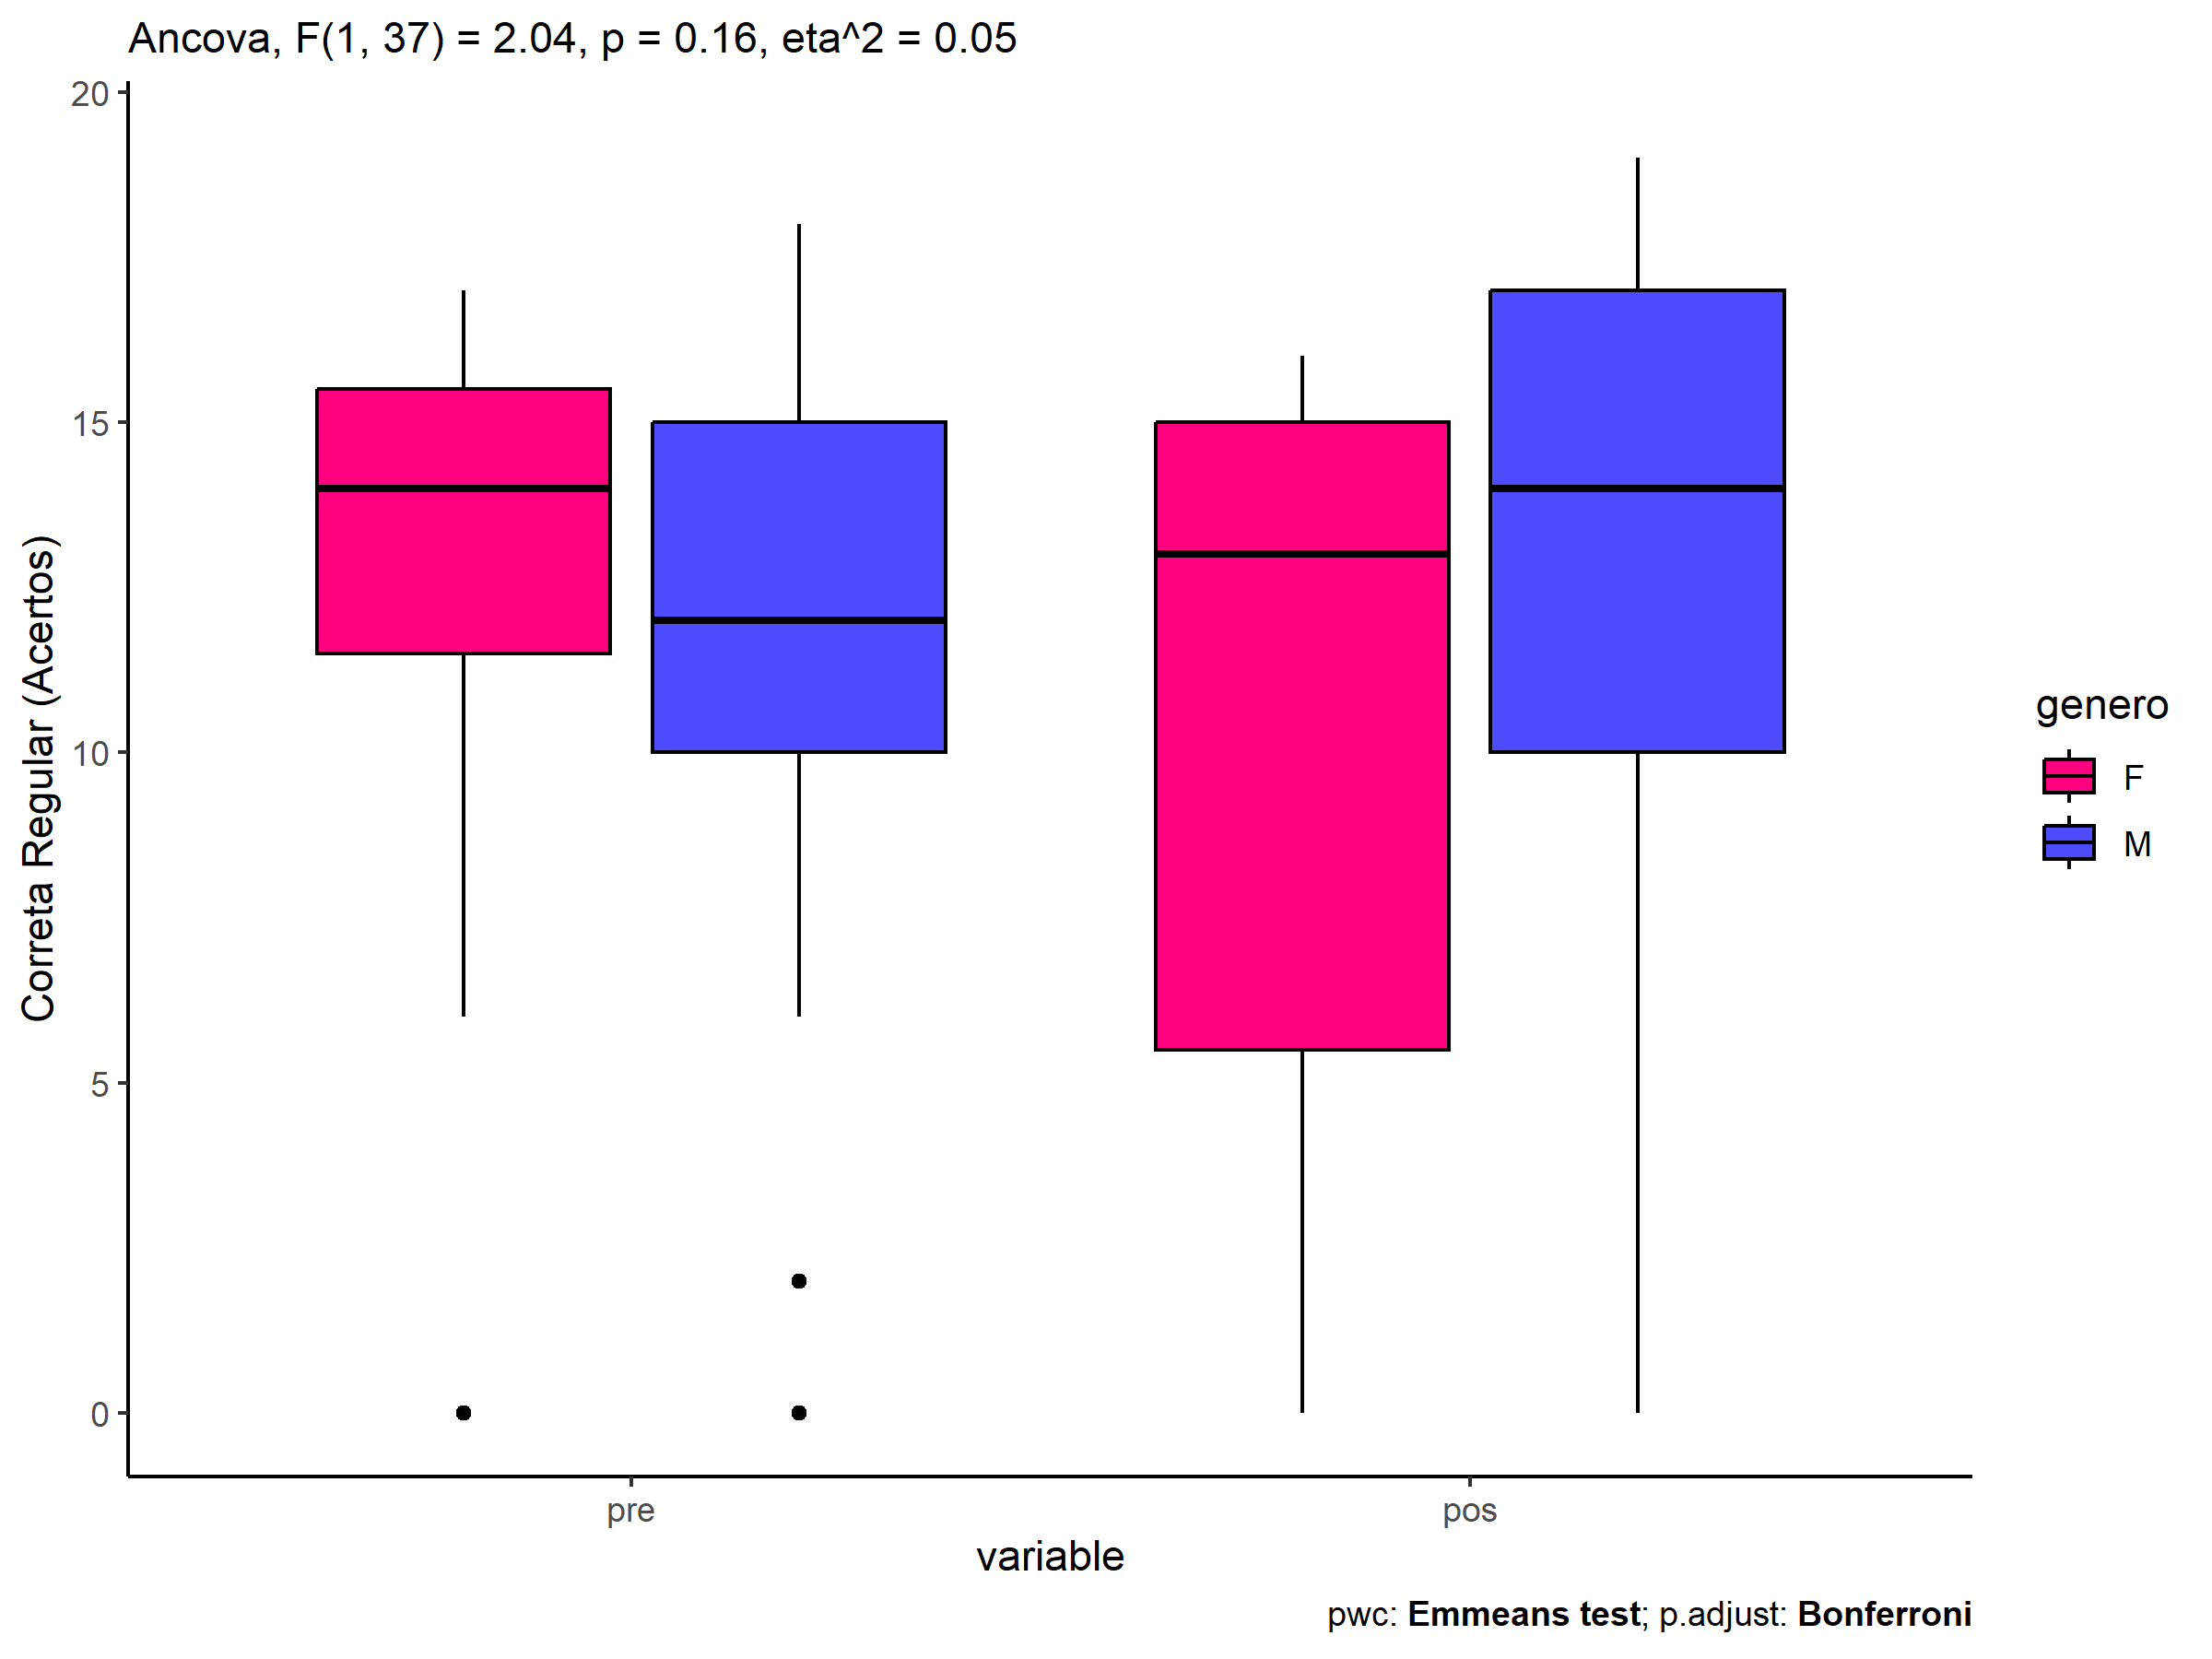 Ancova, F(1, 37) = 2.04, p = 0.16, eta^2 = 0.05
Correta Regular (Acertos)
20
15
10
5
0
pre
pos
variable
genero
F
M
pwc: Emmeans test; p.adjust: Bonferroni